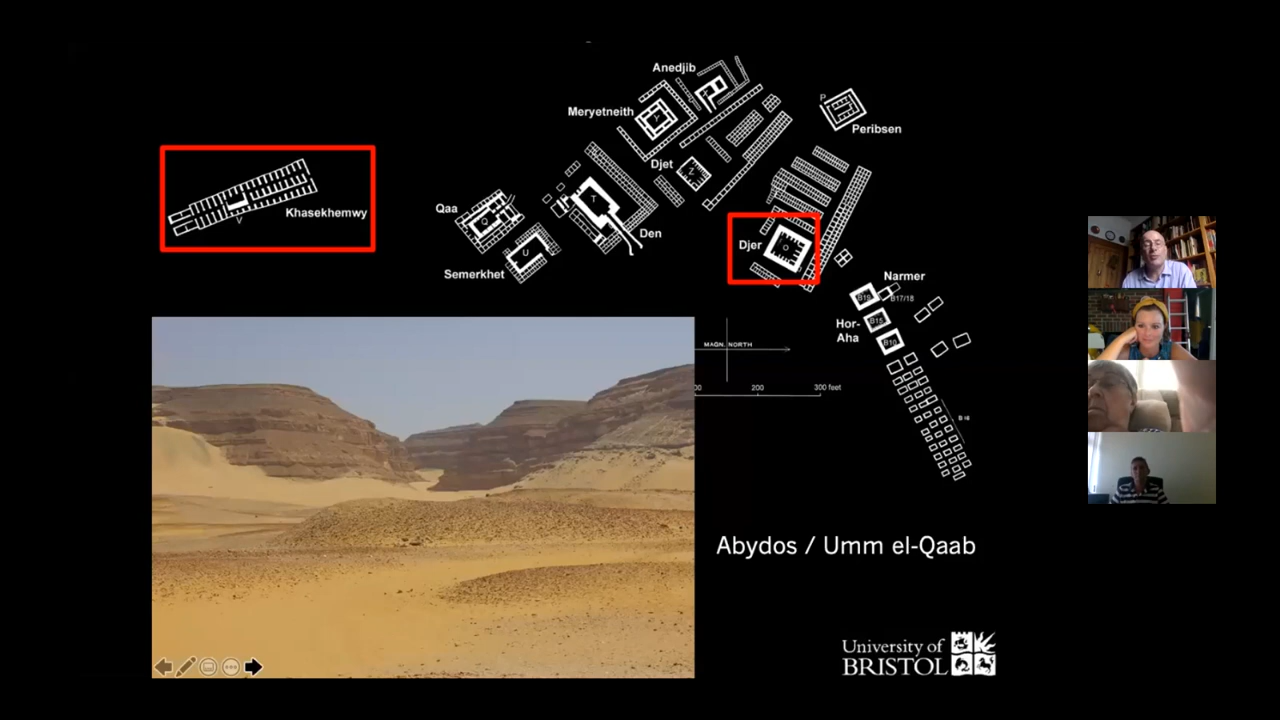 Anedjib
Meryetneith
P
Peribsen
Djet
Z
Y
X
T
Qaa
Q
Den
Khasekhemwy
V
Semerkhet
U
Djer
O
Narmer
B19
B17/18
Hor-
Aha
B15
B10
MAGN. NORTH
200
300 feet
B 16
Abydos / Umm el-Qaab
University of
BRISTOL